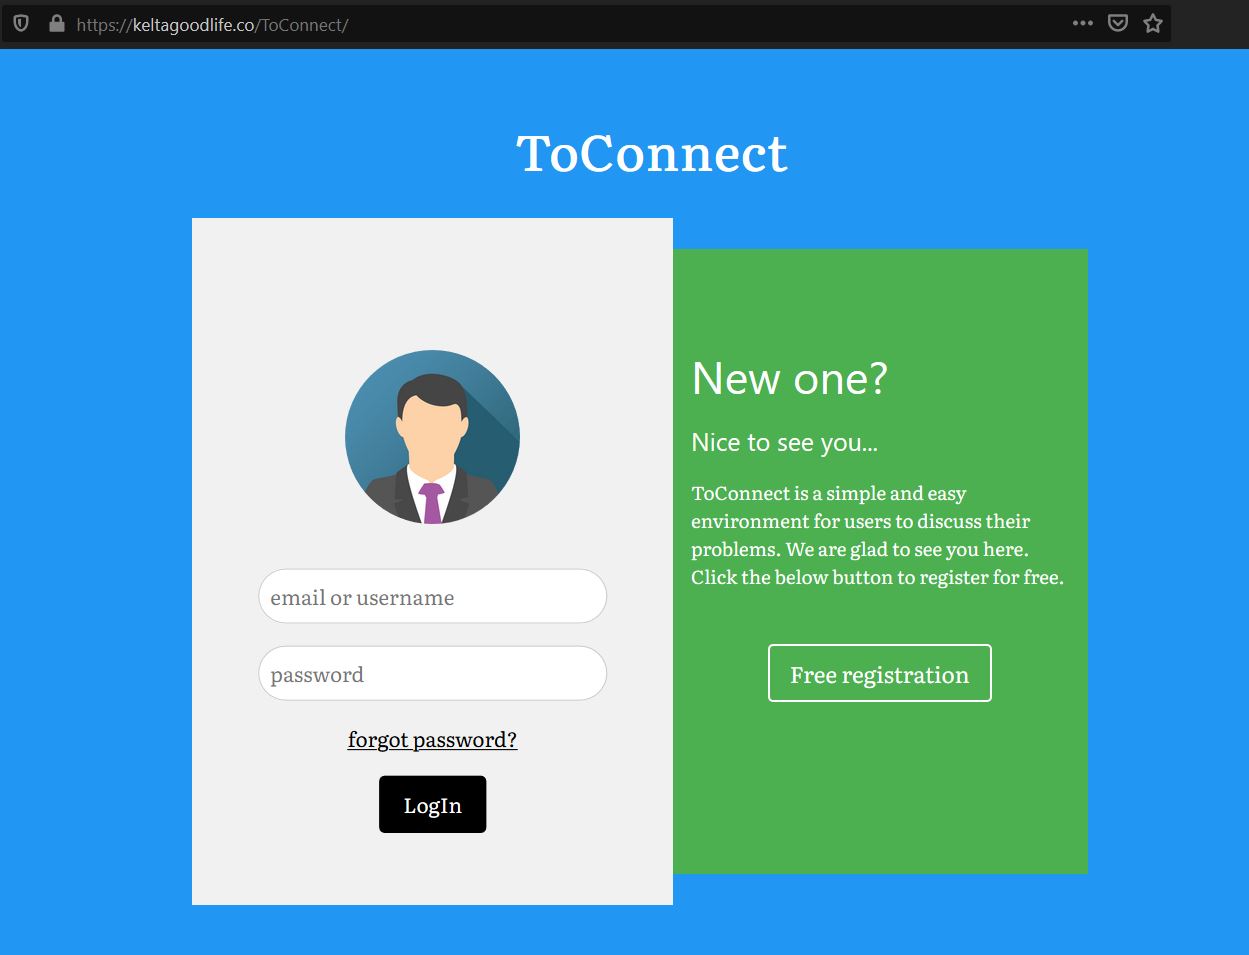 https://keltagoodlife.co/ToConnect/
ToConnect
email or username
password
forgot password?
LogIn
New one?
Nice to see you...
ToConnect is a simple and easy
environment for users to discuss their
problems. We are glad to see you here.
Click the below button to register for free.
Free registration